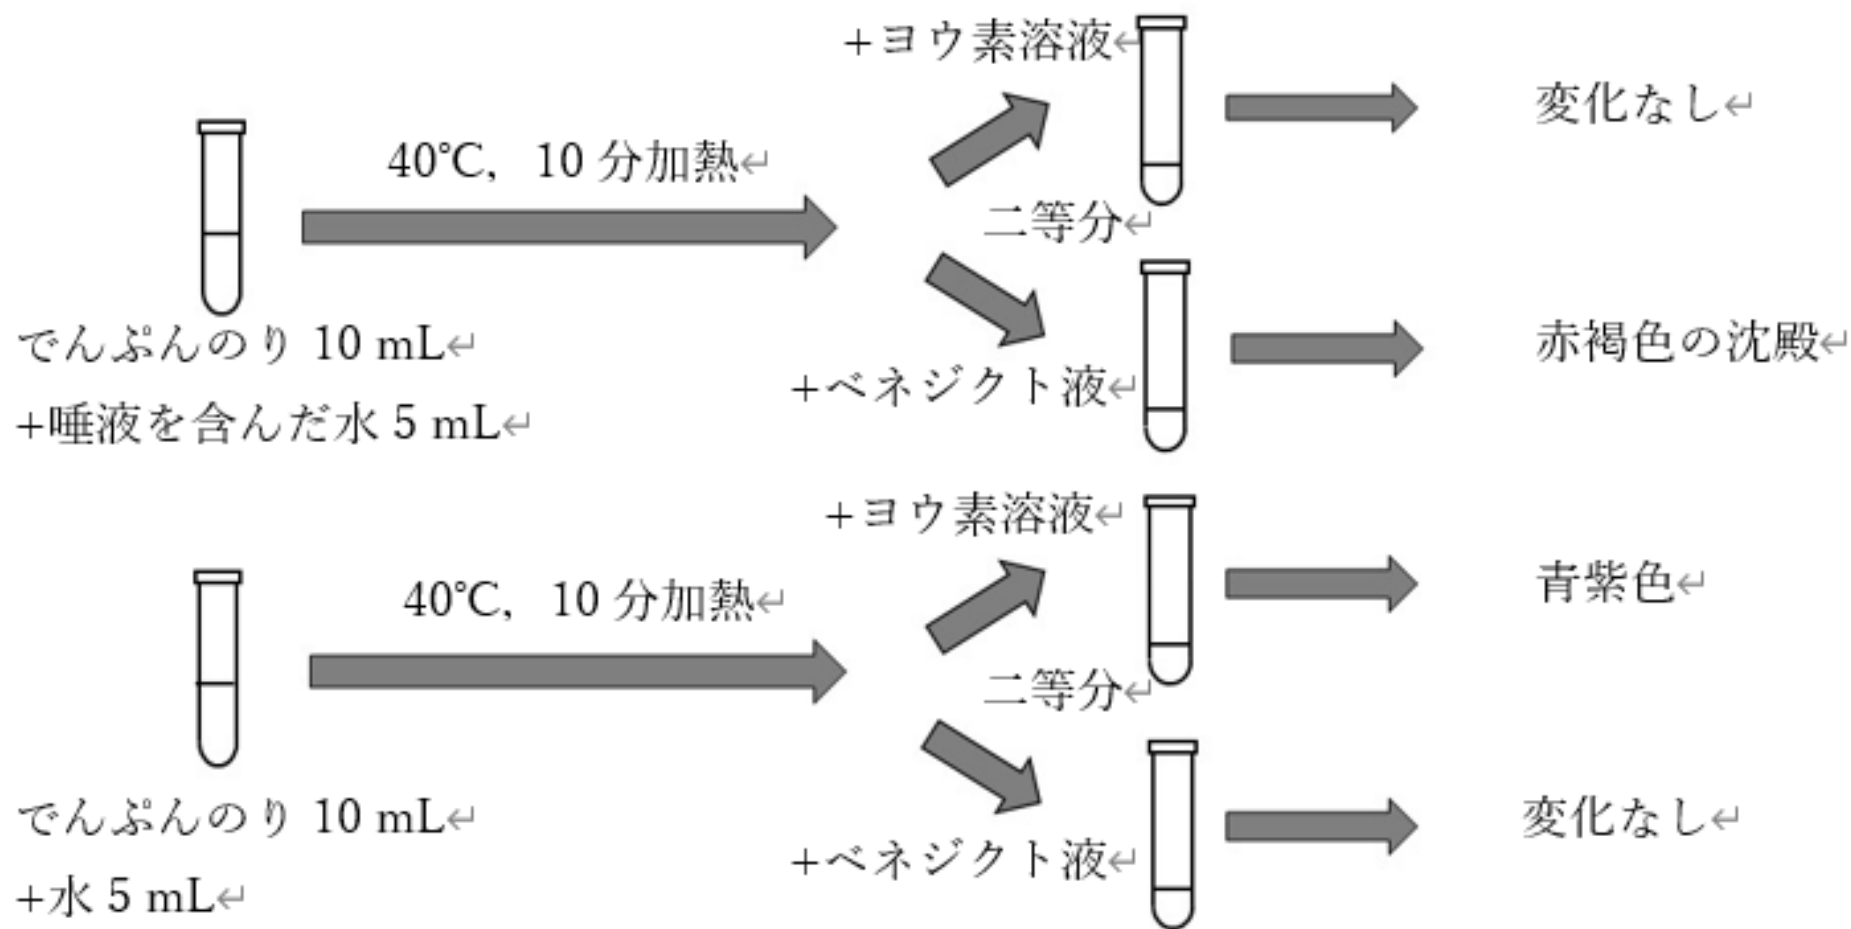 +ヨウ素溶液↵
変化なし↵
40℃, 10 分加熱↵
二等分↵
でんぷんのり 10 mL↵
+唾液を含んだ水 5 mL↵
+ベネジクト液↵
赤褐色の沈殿↵
+ヨウ素溶液↵
青紫色↵
40℃, 10 分加熱↵
二等分↵
でんぷんのり 10 mL↵
+水 5 mL↵
+ベネジクト液↵
変化なし↵